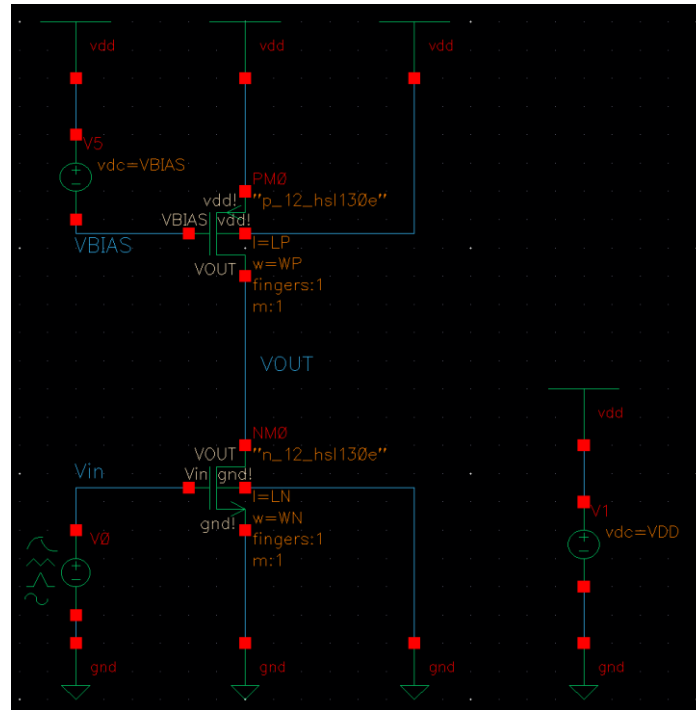 vdd
vdd
vdd
V5
vdc=VBIAS
PM0
vdd!
"p_12_hsl130e"
VBIAS
vdd!
VBIAS
l=LP
VOUT
w=WP
fingers:1
m:1
VOUT
vdd
NM0
VOUT
"n_12_hsl130e"
Vin
Vin
gnd!
l=LN
V1
gnd!
w=WN
vdc=VDD
V0
fingers:1
m:1
gnd
gnd
gnd
gnd